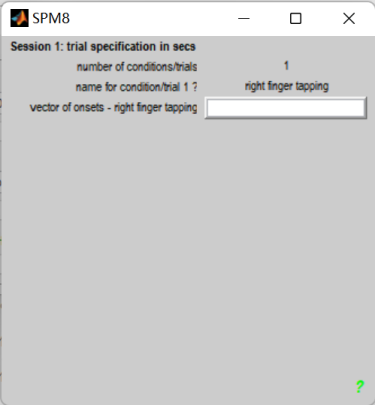 SPM8
Session 1: trial specification in secs
number of conditions/trials 1
name for condition/trial 1 ? right finger tapping
vector of onsets - right finger tapping
?